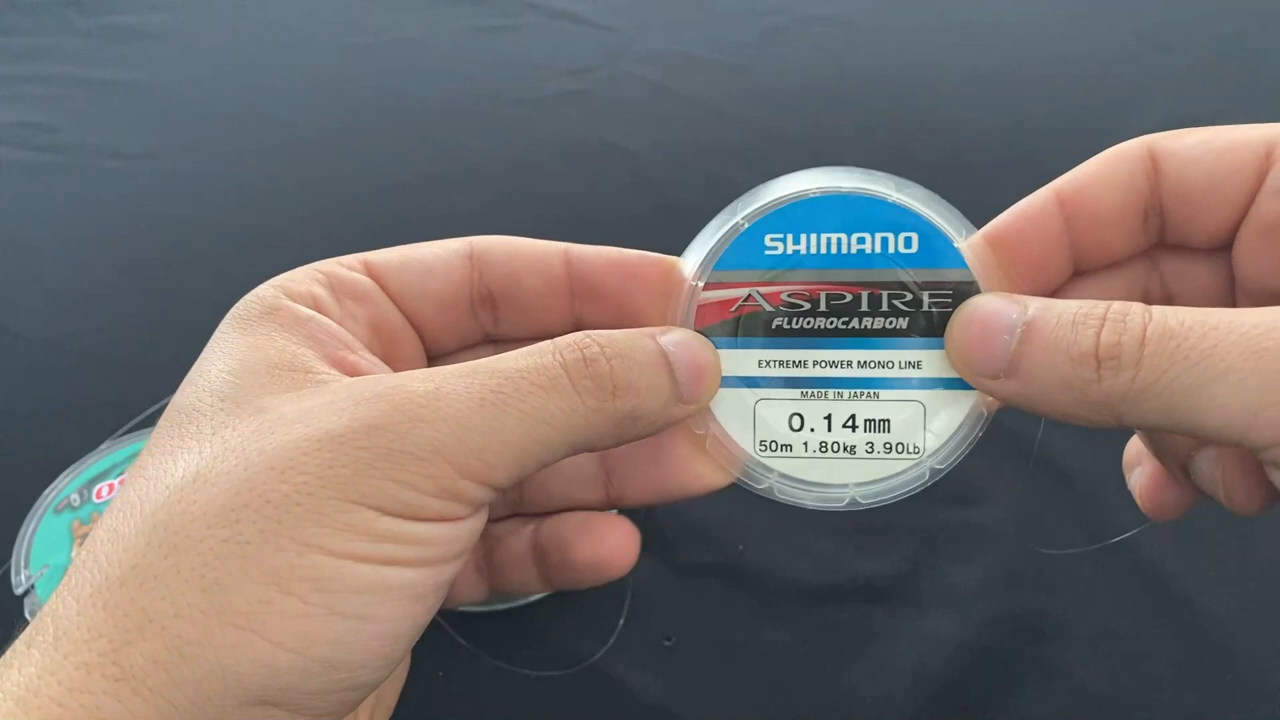 SHIMANO
ASPIRE
FLUOROCARBON
EXTREME POWER MONO LINE
MADE IN JAPAN
0.14mm
50m 1.80kg 3.90Lb